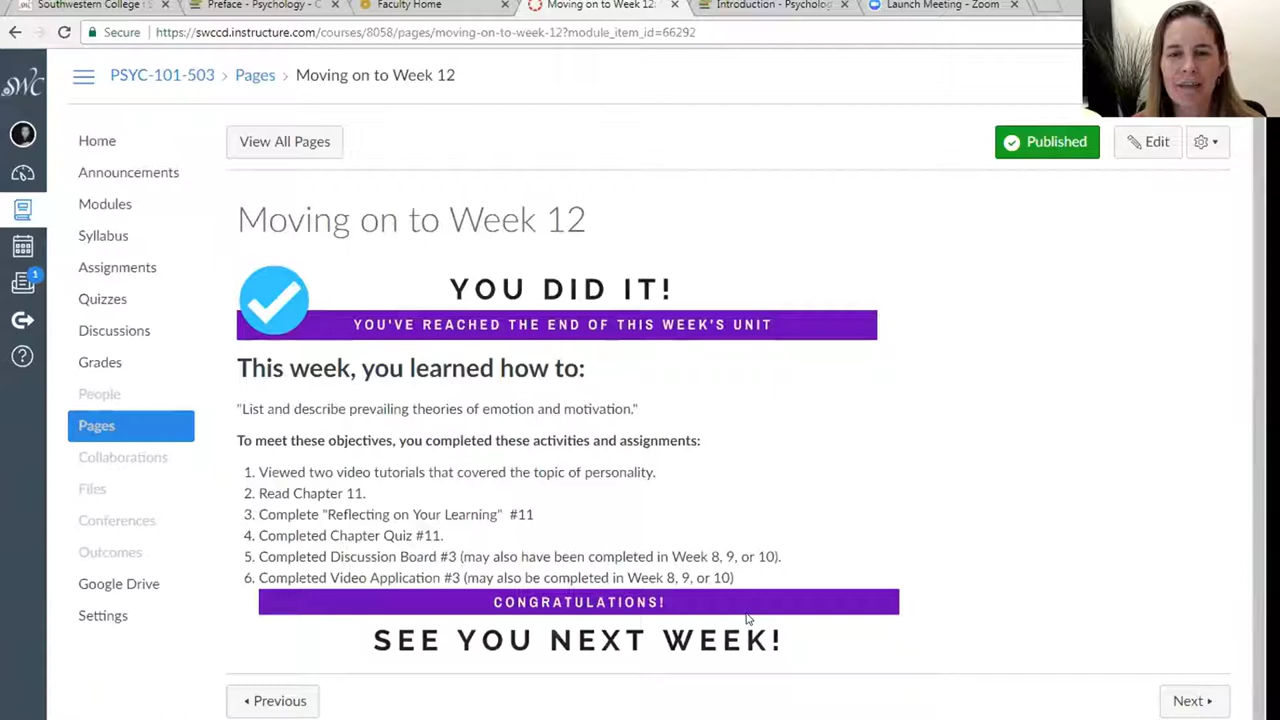 Southwestern College :
Preface - Psychology - C
Faculty Home
Moving on to Week 12:
Introduction - Psycholog
Launch Meeting - Zoom
Secure
https://swccd.instructure.com/courses/8058/pages/moving-on-to-week-12?module_item_id=66292
SWC
PSYC-101-503 › Pages › Moving on to Week 12
Home
Announcements
Modules
Syllabus
Assignments
1
Quizzes
Discussions
Grades
People
Pages
Collaborations
Files
Conferences
Outcomes
Google Drive
Settings
View All Pages
Published
Edit
Moving on to Week 12
YOU DID IT!
YOU'VE REACHED THE END OF THIS WEEK'S UNIT
This week, you learned how to:
"List and describe prevailing theories of emotion and motivation."
To meet these objectives, you completed these activities and assignments:
1. Viewed two video tutorials that covered the topic of personality.
2. Read Chapter 11.
3. Complete "Reflecting on Your Learning" #11
4. Completed Chapter Quiz #11.
5. Completed Discussion Board #3 (may also have been completed in Week 8, 9, or 10).
6. Completed Video Application #3 (may also be completed in Week 8, 9, or 10)
CONGRATULATIONS!
SEE YOU NEXT WEEK!
Previous
Next